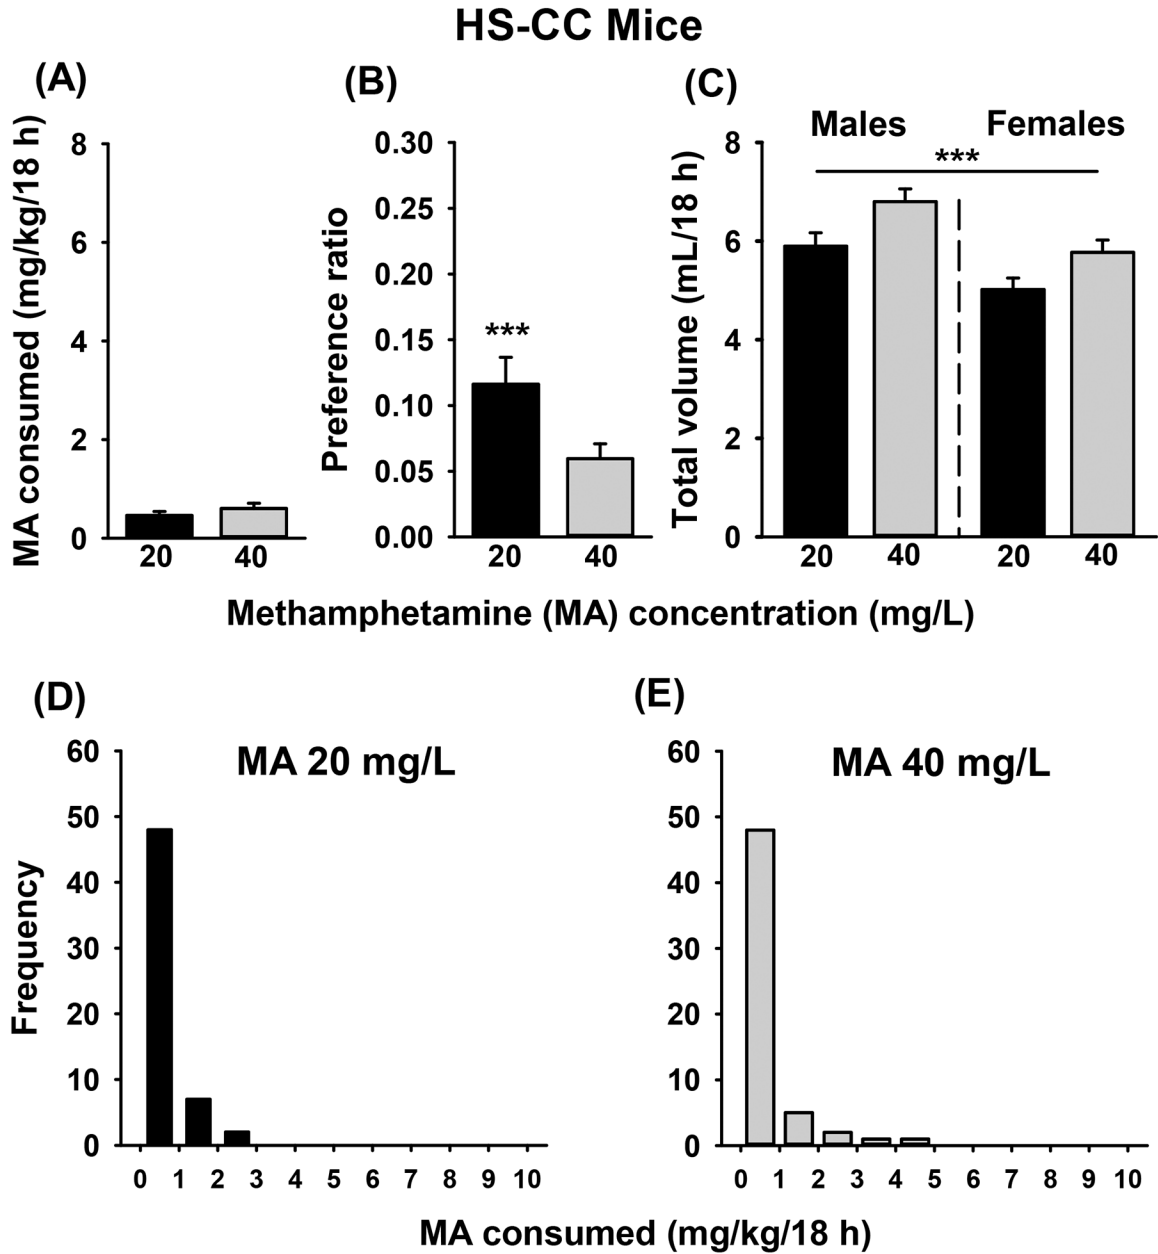 HS-CC Mice
(A)
MA consumed (mg/kg/18 h)
8
6
4
2
0
20 40
(B)
Preference ratio
0.30
0.25
0.20
0.15
0.10
0.05
0.00
***
20 40
(C)
Total volume (mL/18 h)
Males Females
***
8
6
4
2
0
20 40 20 40
Methamphetamine (MA) concentration (mg/L)
(D)
MA 20 mg/L
Frequency
60
50
40
30
20
10
0
0 1 2 3 4 5 6 7 8 9 10
(E)
MA 40 mg/L
60
50
40
30
20
10
0
0 1 2 3 4 5 6 7 8 9 10
MA consumed (mg/kg/18 h)